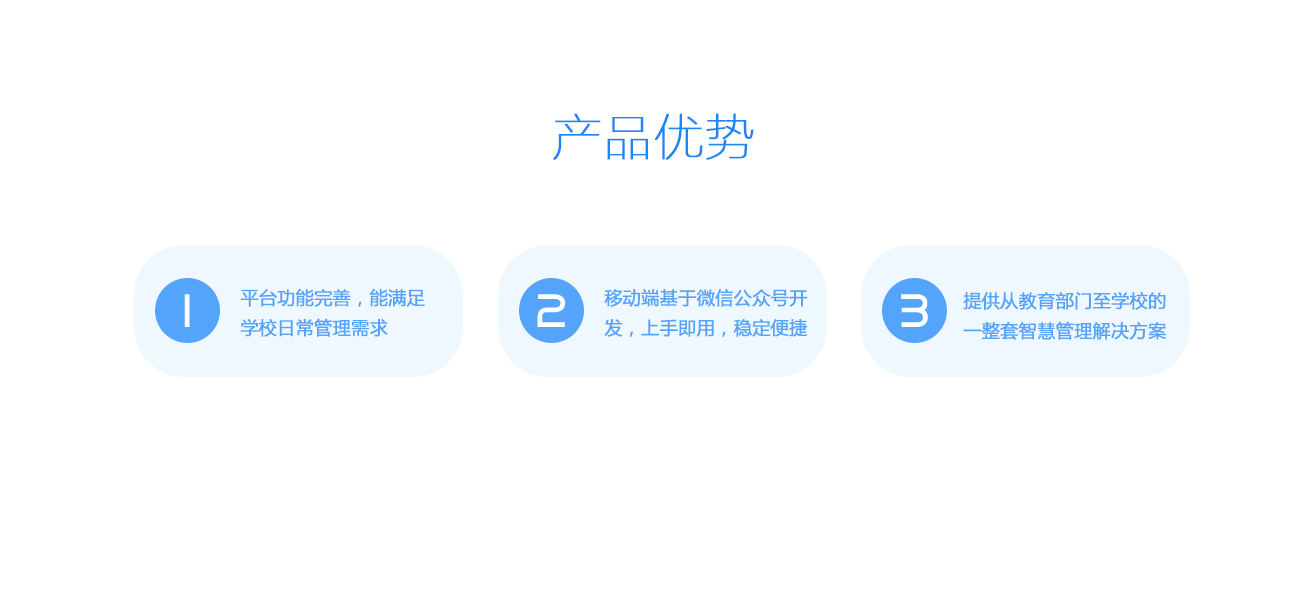 产品优势
1
平台功能完善，能满足
学校日常管理需求
2
移动端基于微信公众号开
发，上手即用，稳定便捷
3
提供从教育部门至学校的
一整套智慧管理解决方案